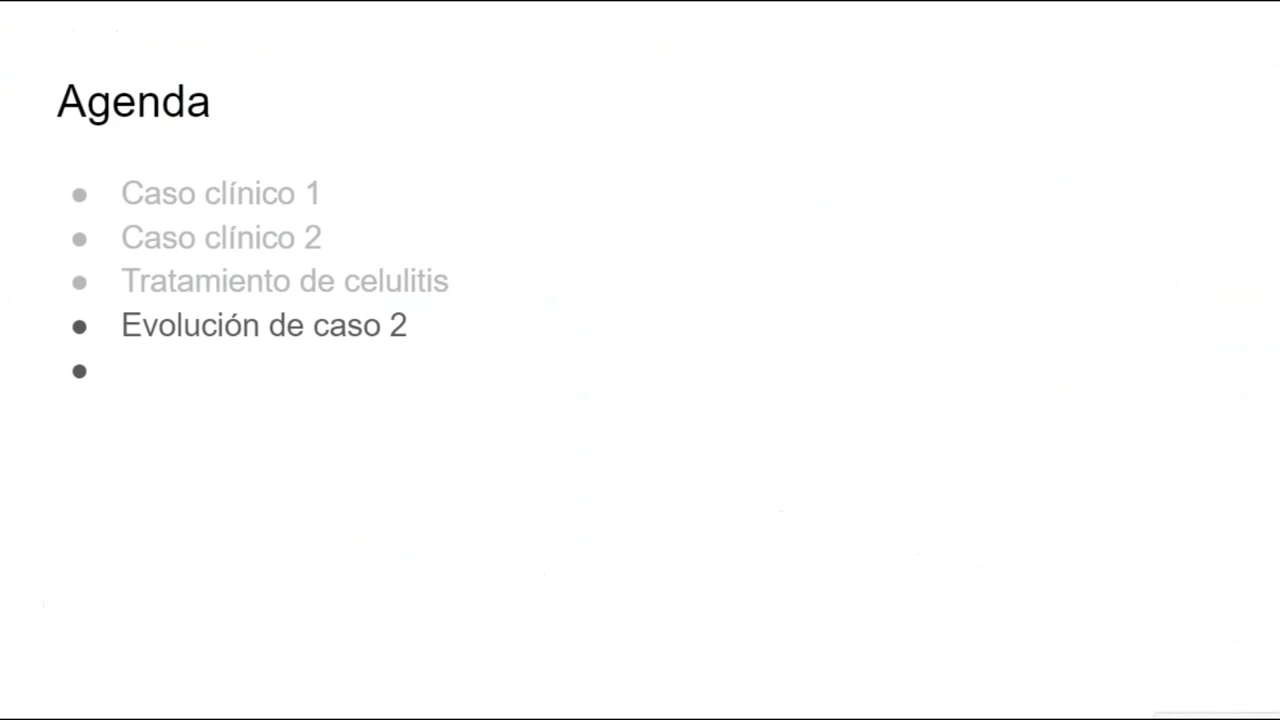 Agenda
● Caso clínico 1
● Caso clínico 2
● Tratamiento de celulitis
● Evolución de caso 2
●